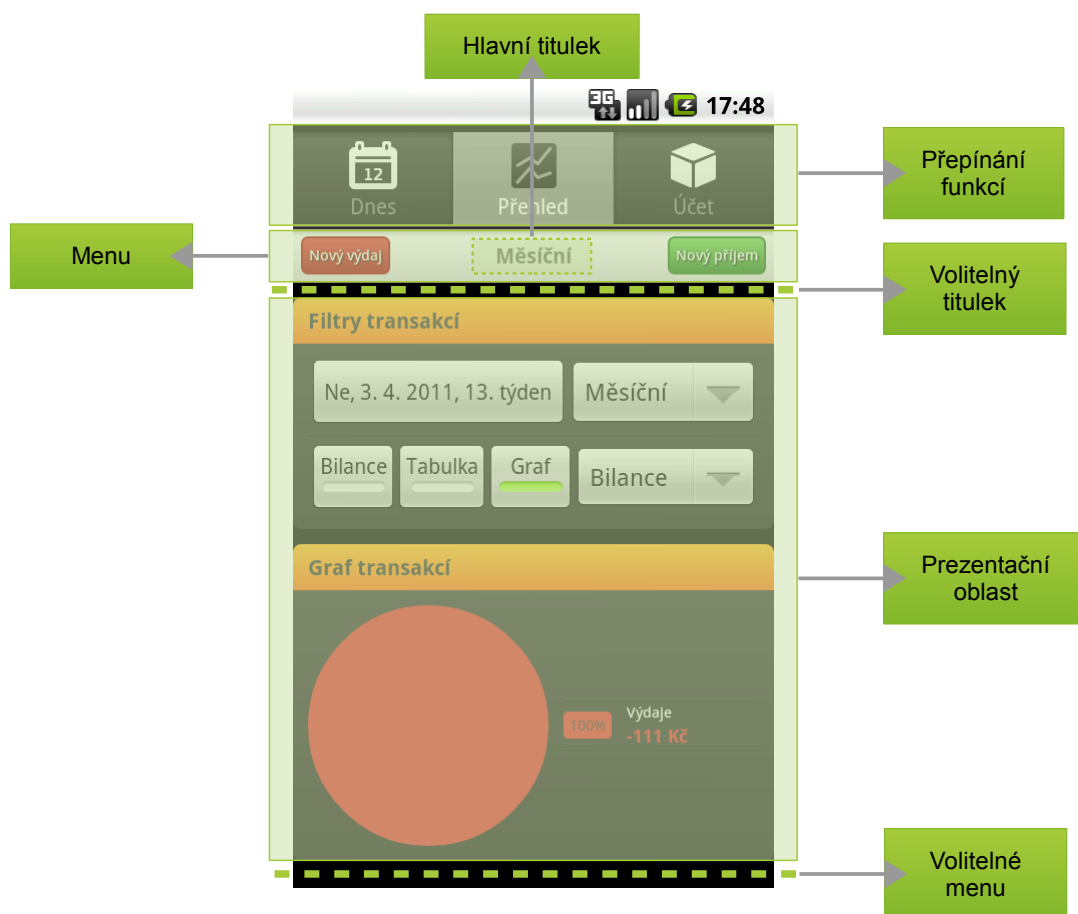 Hlavní titulek
3G
17:48
12
Dnes
Přehled
Účet
Přepínání
funkcí
Menu
Nový výdaj
Měsíční
Nový příjem
Volitelný
titulek
Filtry transakcí
Ne, 3. 4. 2011, 13. týden
Měsíční
Bilance
Tabulka
Graf
Bilance
Graf transakcí
Prezentační
oblast
100%
Výdaje
-111 Kč
Volitelné
menu